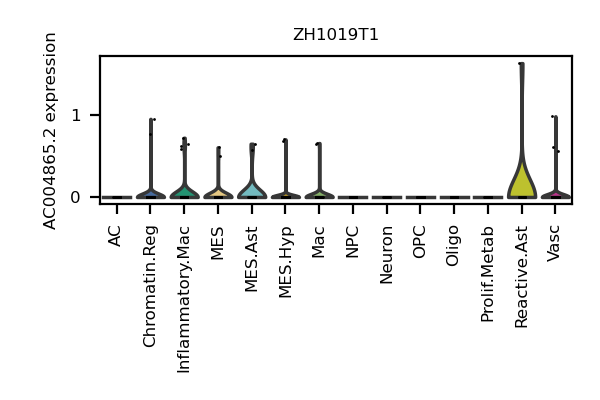 ZH1019T1
AC004865.2 expression
1
0
AC
Chromatin.Reg
Inflammatory.Mac
MES
MES.Ast
MES.Hyp
Mac
NPC
Neuron
OPC
Oligo
Prolif.Metab
Reactive.Ast
Vasc